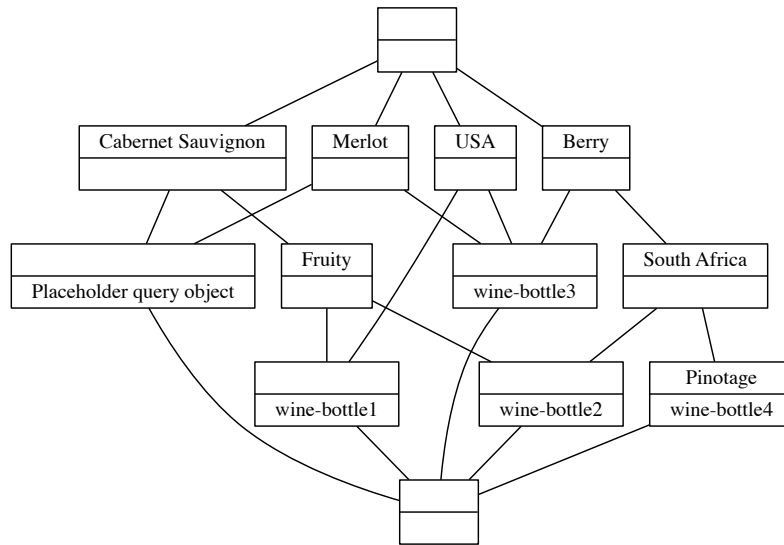 Cabernet Sauvignon
Merlot
USA
Berry
Placeholder query object
Fruity
wine-bottle3
South Africa
wine-bottle1
wine-bottle2
Pinotage
wine-bottle4